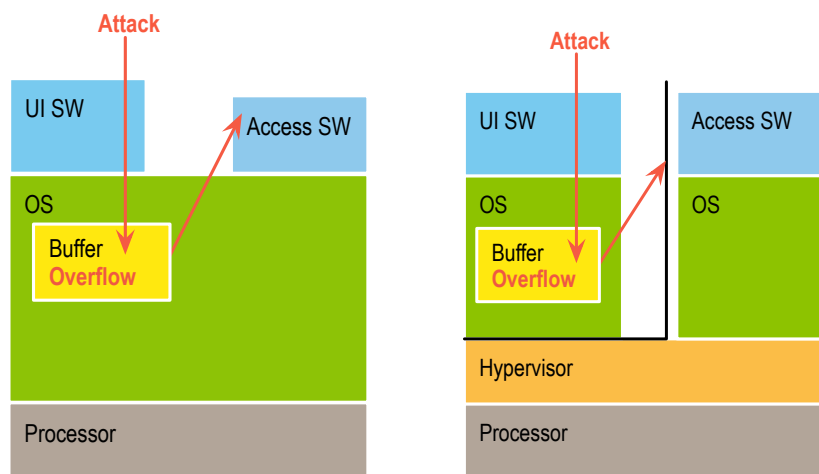 Attack
UI SW
Access SW
OS
Buffer
Overflow
Processor
Attack
UI SW
Access SW
OS
OS
Buffer
Overflow
Hypervisor
Processor